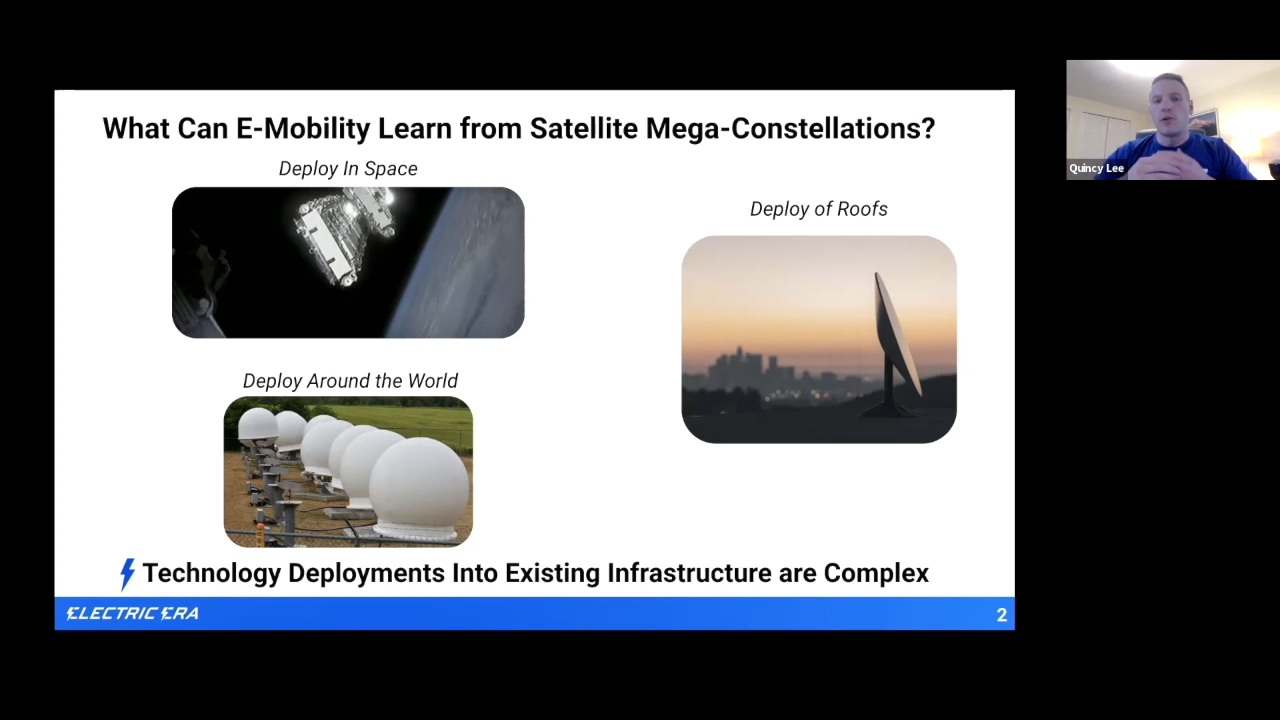 What Can E-Mobility Learn from Satellite Mega-Constellations?
Deploy In Space
Deploy of Roofs
Deploy Around the World
Technology Deployments Into Existing Infrastructure are Complex
ELECTRIC ERA
2
Quincy Lee